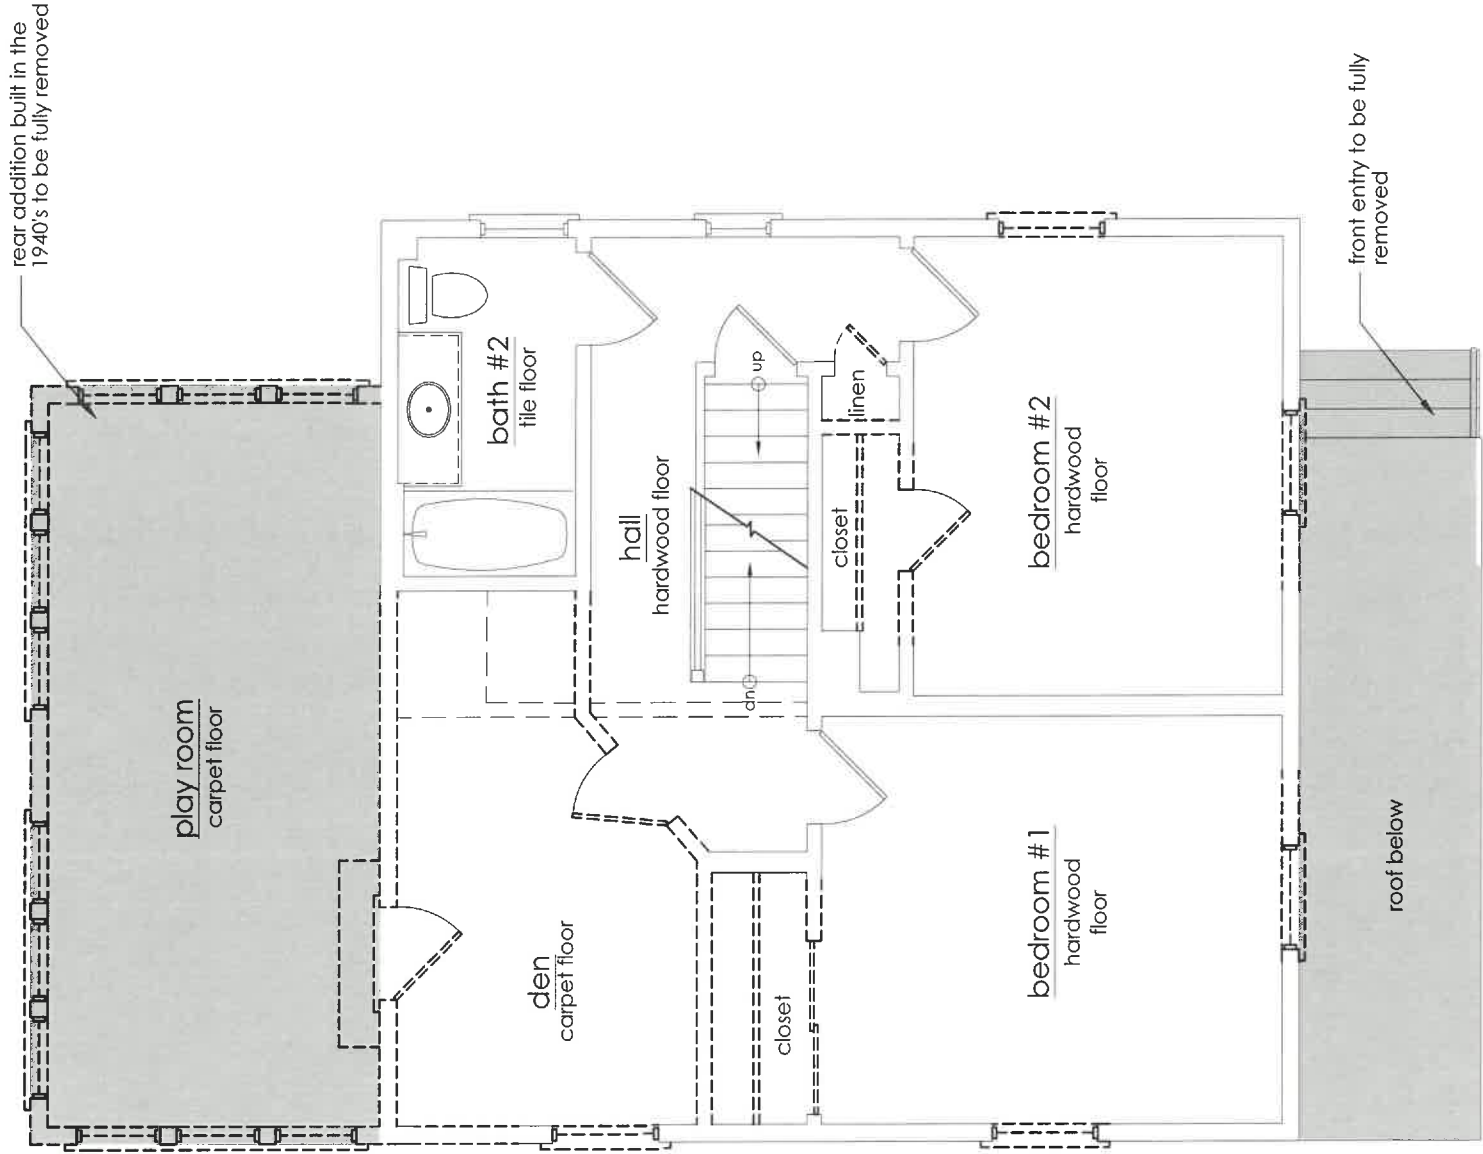 rear addition built in the
1940's to be fully removed
play room
carpet floor
bath #2
tile floor
hall
hardwood floor
up
dn
linen
closet
den
carpet floor
closet
bedroom #2
hardwood
floor
bedroom #1
hardwood
floor
front entry to be fully
removed
roof below